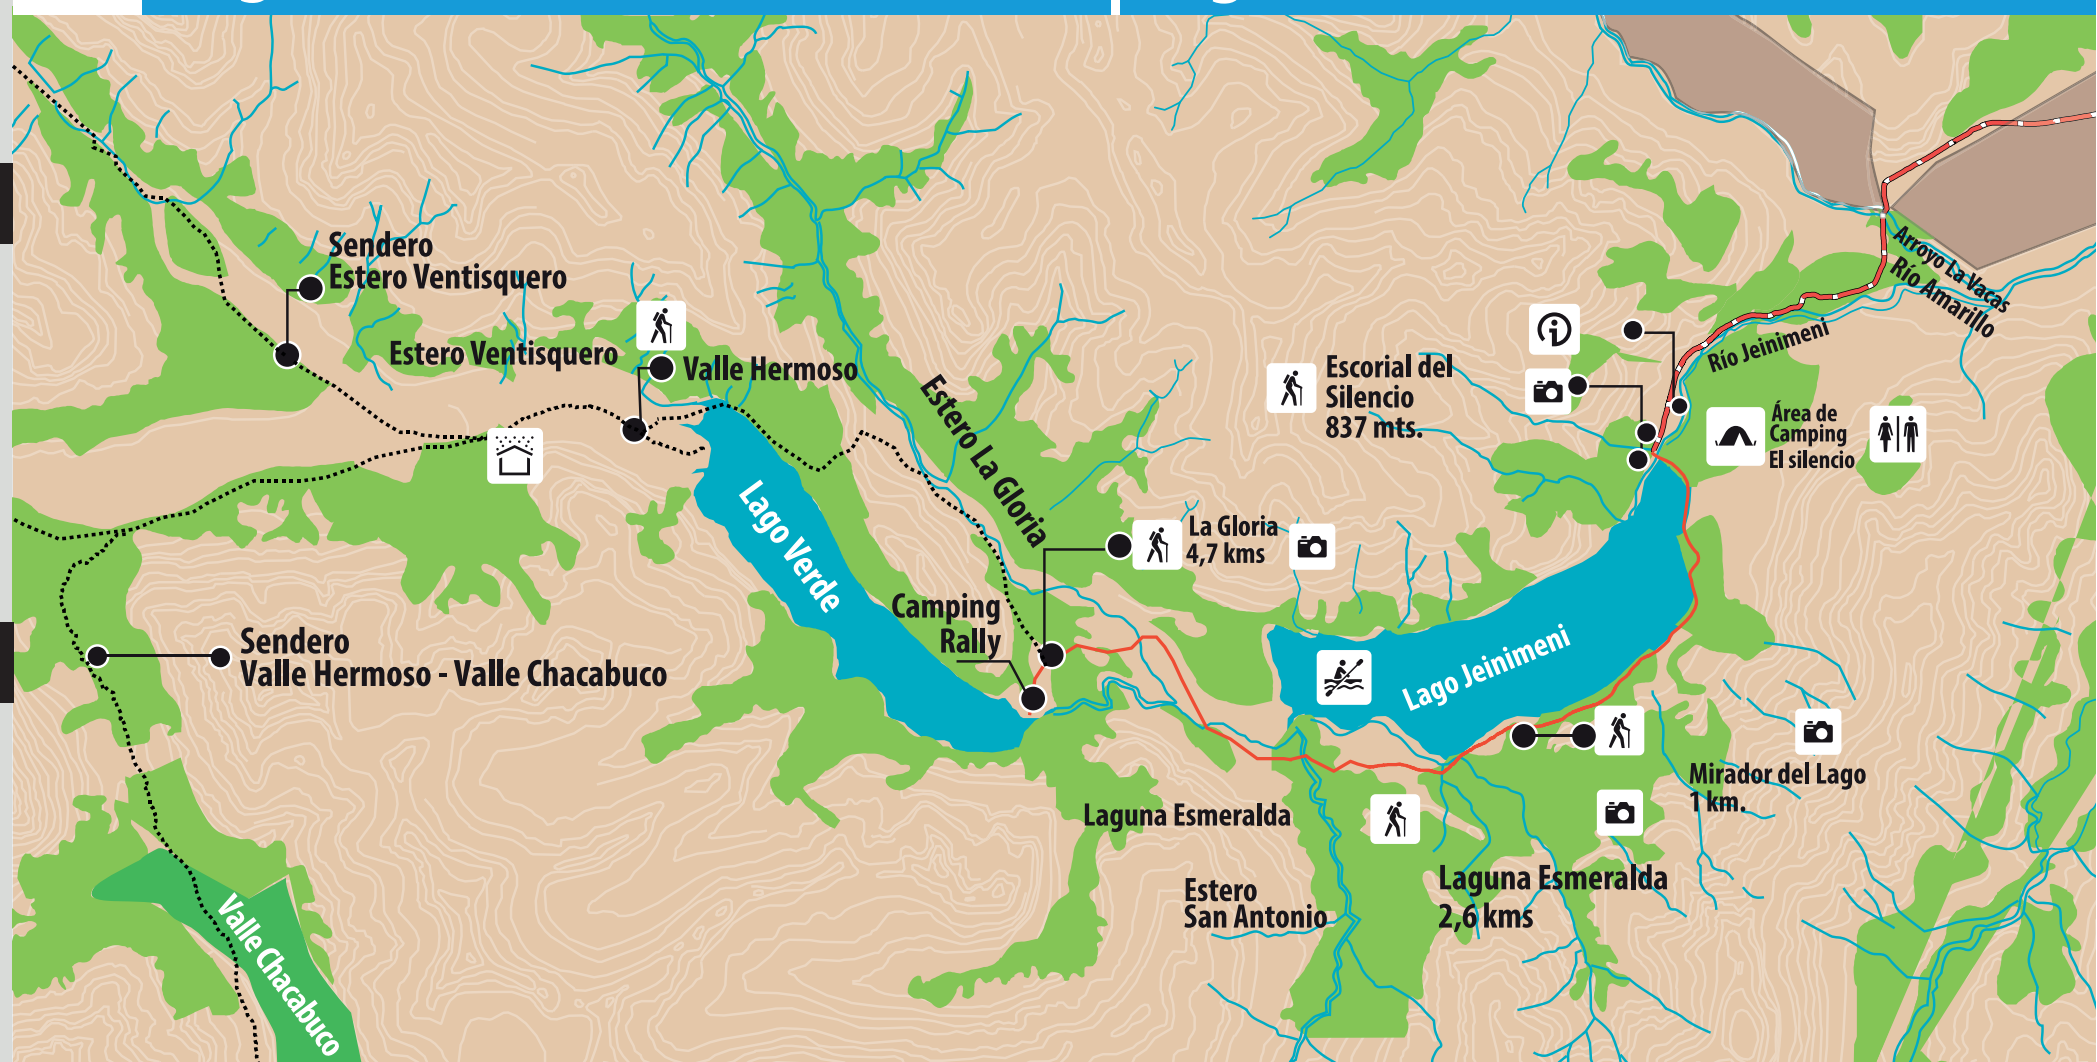 Sendero
Estero Ventisquero
Estero Ventisquero
Valle Hermoso
Estero La Gloria
Lago Verde
Camping
Rally
La Gloria
4,7 kms
Escorial del
Silencio
837 mts.
Arroyo La Vacas
Río Amarillo
Río Jeinimeni
Área de
Camping
El silencio
Lago Jeinimeni
Mirador del Lago
1 km.
Sendero
Valle Hermoso - Valle Chacabuco
Laguna Esmeralda
Estero
San Antonio
Laguna Esmeralda
2,6 kms
Valle Chacabuco